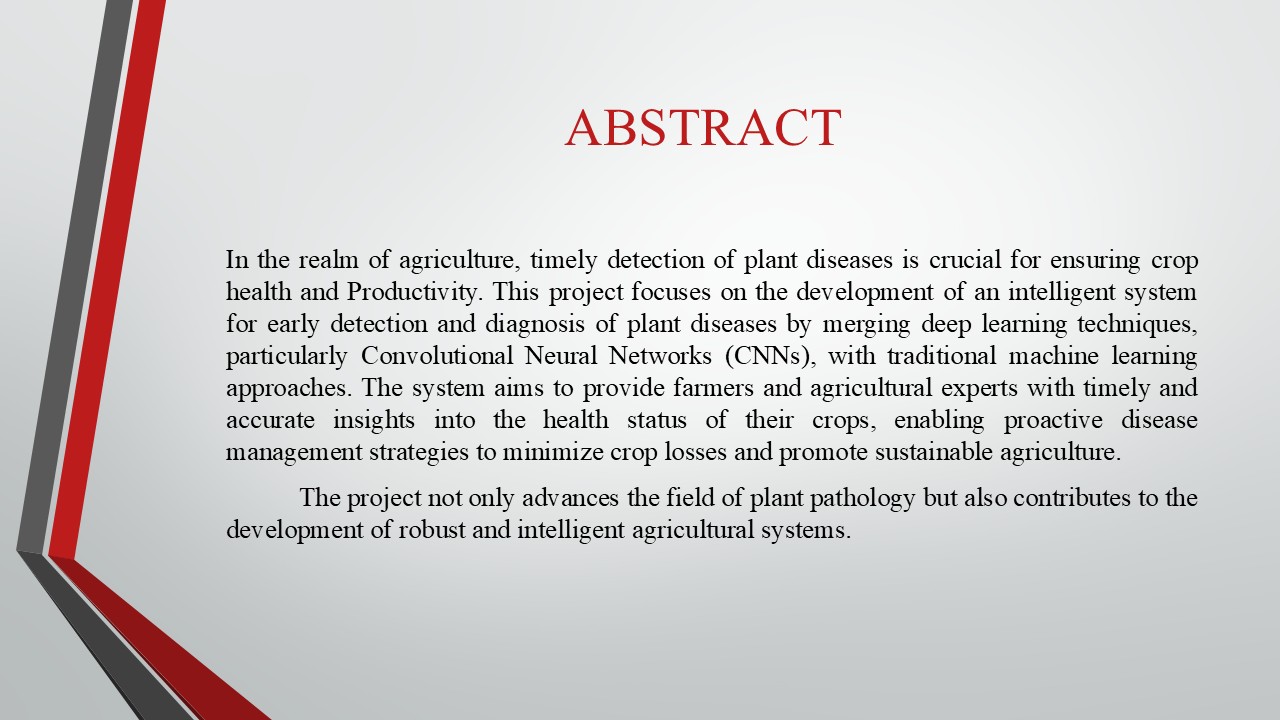 ABSTRACT
In the realm of agriculture, timely detection of plant diseases is crucial for ensuring crop
health and Productivity. This project focuses on the development of an intelligent system
for early detection and diagnosis of plant diseases by merging deep learning techniques,
particularly Convolutional Neural Networks (CNNs), with traditional machine learning
approaches. The system aims to provide farmers and agricultural experts with timely and
accurate insights into the health status of their crops, enabling proactive disease
management strategies to minimize crop losses and promote sustainable agriculture.
The project not only advances the field of plant pathology but also contributes to the
development of robust and intelligent agricultural systems.